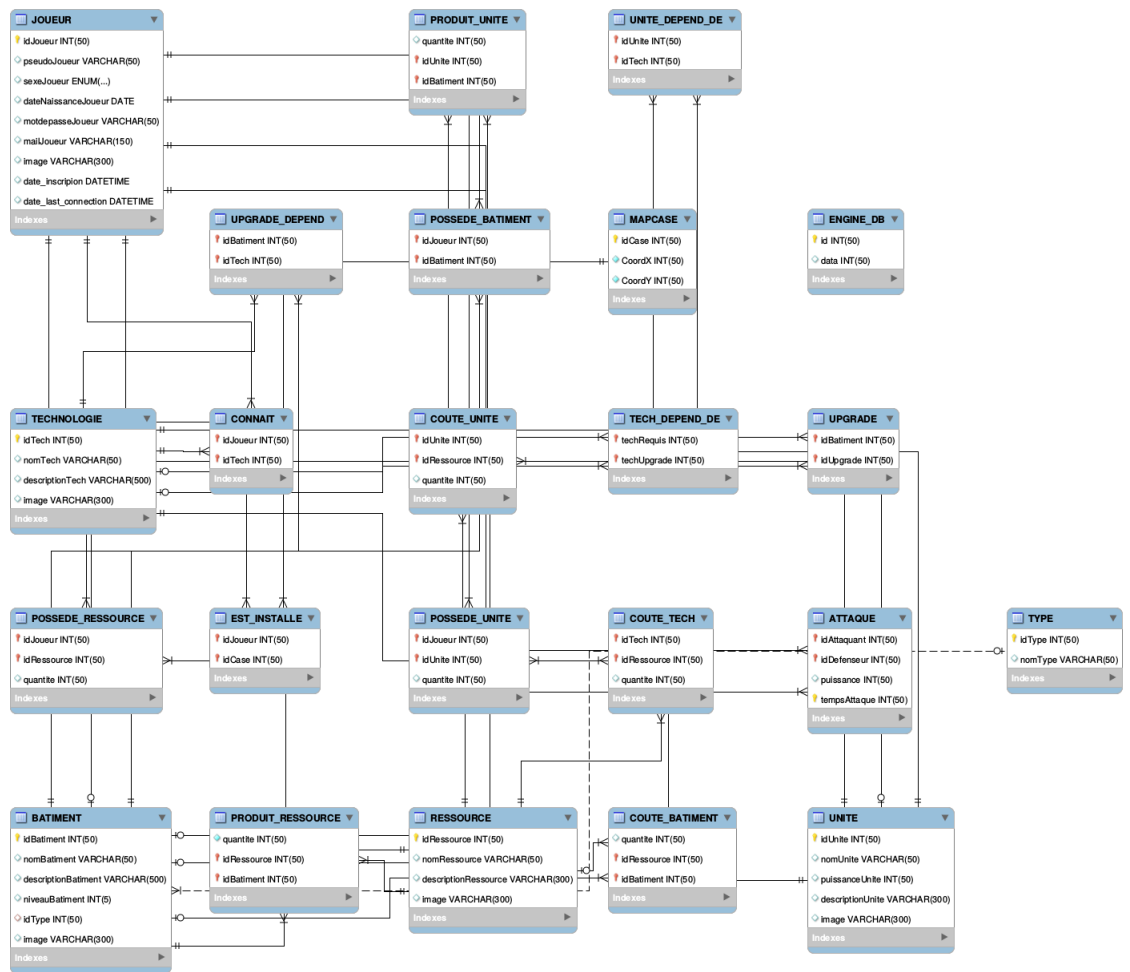 JOUEUR
idJoueur INT(50)
pseudoJoueur VARCHAR(50)
sexeJoueur ENUM(...)
dateNaissanceJoueur DATE
motdepasseJoueur VARCHAR(50)
mailJoueur VARCHAR(150)
image VARCHAR(300)
date_inscripion DATETIME
date_last_connection DATETIME
Indexes
PRODUIT_UNITE
quantite INT(50)
idUnite INT(50)
idBatiment INT(50)
Indexes
UNITE_DEPEND_DE
idUnite INT(50)
idTech INT(50)
Indexes
UPGRADE_DEPEND
idBatiment INT(50)
idTech INT(50)
Indexes
POSSEDE_BATIMENT
idJoueur INT(50)
idBatiment INT(50)
Indexes
MAPCASE
idCase INT(50)
CoordX INT(50)
CoordY INT(50)
Indexes
ENGINE_DB
id INT(50)
data INT(50)
Indexes
TECHNOLOGIE
idTech INT(50)
nomTech VARCHAR(50)
descriptionTech VARCHAR(500)
image VARCHAR(300)
Indexes
CONNAIT
idJoueur INT(50)
idTech INT(50)
Indexes
COUTE_UNITE
idUnite INT(50)
idRessource INT(50)
quantite INT(50)
Indexes
TECH_DEPEND_DE
techRequis INT(50)
techUpgrade INT(50)
Indexes
UPGRADE
idBatiment INT(50)
idUpgrade INT(50)
Indexes
POSSEDE_RESSOURCE
idJoueur INT(50)
idRessource INT(50)
quantite INT(50)
Indexes
EST_INSTALLE
idJoueur INT(50)
idCase INT(50)
Indexes
POSSEDE_UNITE
idJoueur INT(50)
idUnite INT(50)
quantite INT(50)
Indexes
COUTE_TECH
idTech INT(50)
idRessource INT(50)
quantite INT(50)
Indexes
ATTAQUE
idAttaquant INT(50)
idDefenseur INT(50)
puissance INT(50)
tempsAttaque INT(50)
Indexes
TYPE
idType INT(50)
nomType VARCHAR(50)
Indexes
BATIMENT
idBatiment INT(50)
nomBatiment VARCHAR(50)
descriptionBatiment VARCHAR(500)
niveauBatiment INT(5)
idType INT(50)
image VARCHAR(300)
Indexes
PRODUIT_RESSOURCE
quantite INT(50)
idRessource INT(50)
idBatiment INT(50)
Indexes
RESSOURCE
idRessource INT(50)
nomRessource VARCHAR(50)
descriptionRessource VARCHAR(300)
image VARCHAR(300)
Indexes
COUTE_BATIMENT
quantite INT(50)
idRessource INT(50)
idBatiment INT(50)
Indexes
UNITE
idUnite INT(50)
nomUnite VARCHAR(50)
puissanceUnite INT(50)
descriptionUnite VARCHAR(300)
image VARCHAR(300)
Indexes